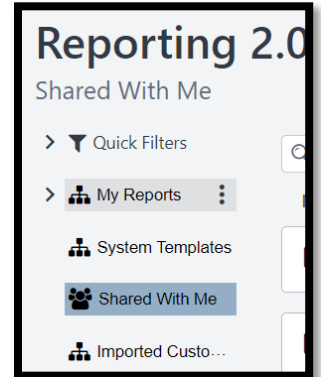 Reporting 2.0
Shared With Me
Quick Filters
My Reports
System Templates
Shared With Me
Imported Custo...